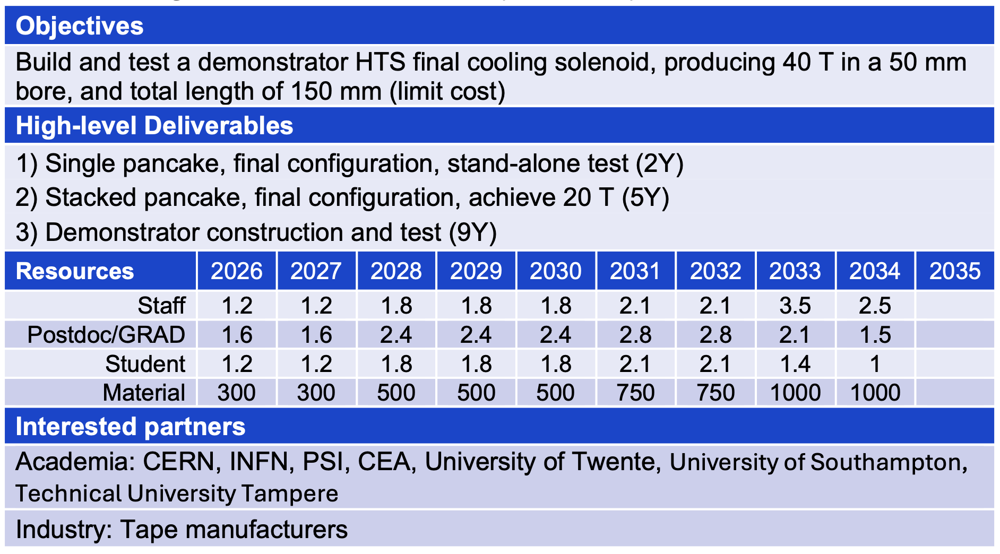 Objectives
Build and test a demonstrator HTS final cooling solenoid, producing 40 T in a 50 mm
bore, and total length of 150 mm (limit cost)
High-level Deliverables
1) Single pancake, final configuration, stand-alone test (2Y)
2) Stacked pancake, final configuration, achieve 20 T (5Y)
3) Demonstrator construction and test (9Y)
Resources 2026 2027 2028 2029 2030 2031 2032 2033 2034 2035
Staff 1.2 1.2 1.8 1.8 1.8 2.1 2.1 3.5 2.5
Postdoc/GRAD 1.6 1.6 2.4 2.4 2.4 2.8 2.8 2.1 1.5
Student 1.2 1.2 1.8 1.8 1.8 2.1 2.1 1.4 1
Material 300 300 500 500 500 750 750 1000 1000
Interested partners
Academia: CERN, INFN, PSI, CEA, University of Twente, University of Southampton,
Technical University Tampere
Industry: Tape manufacturers